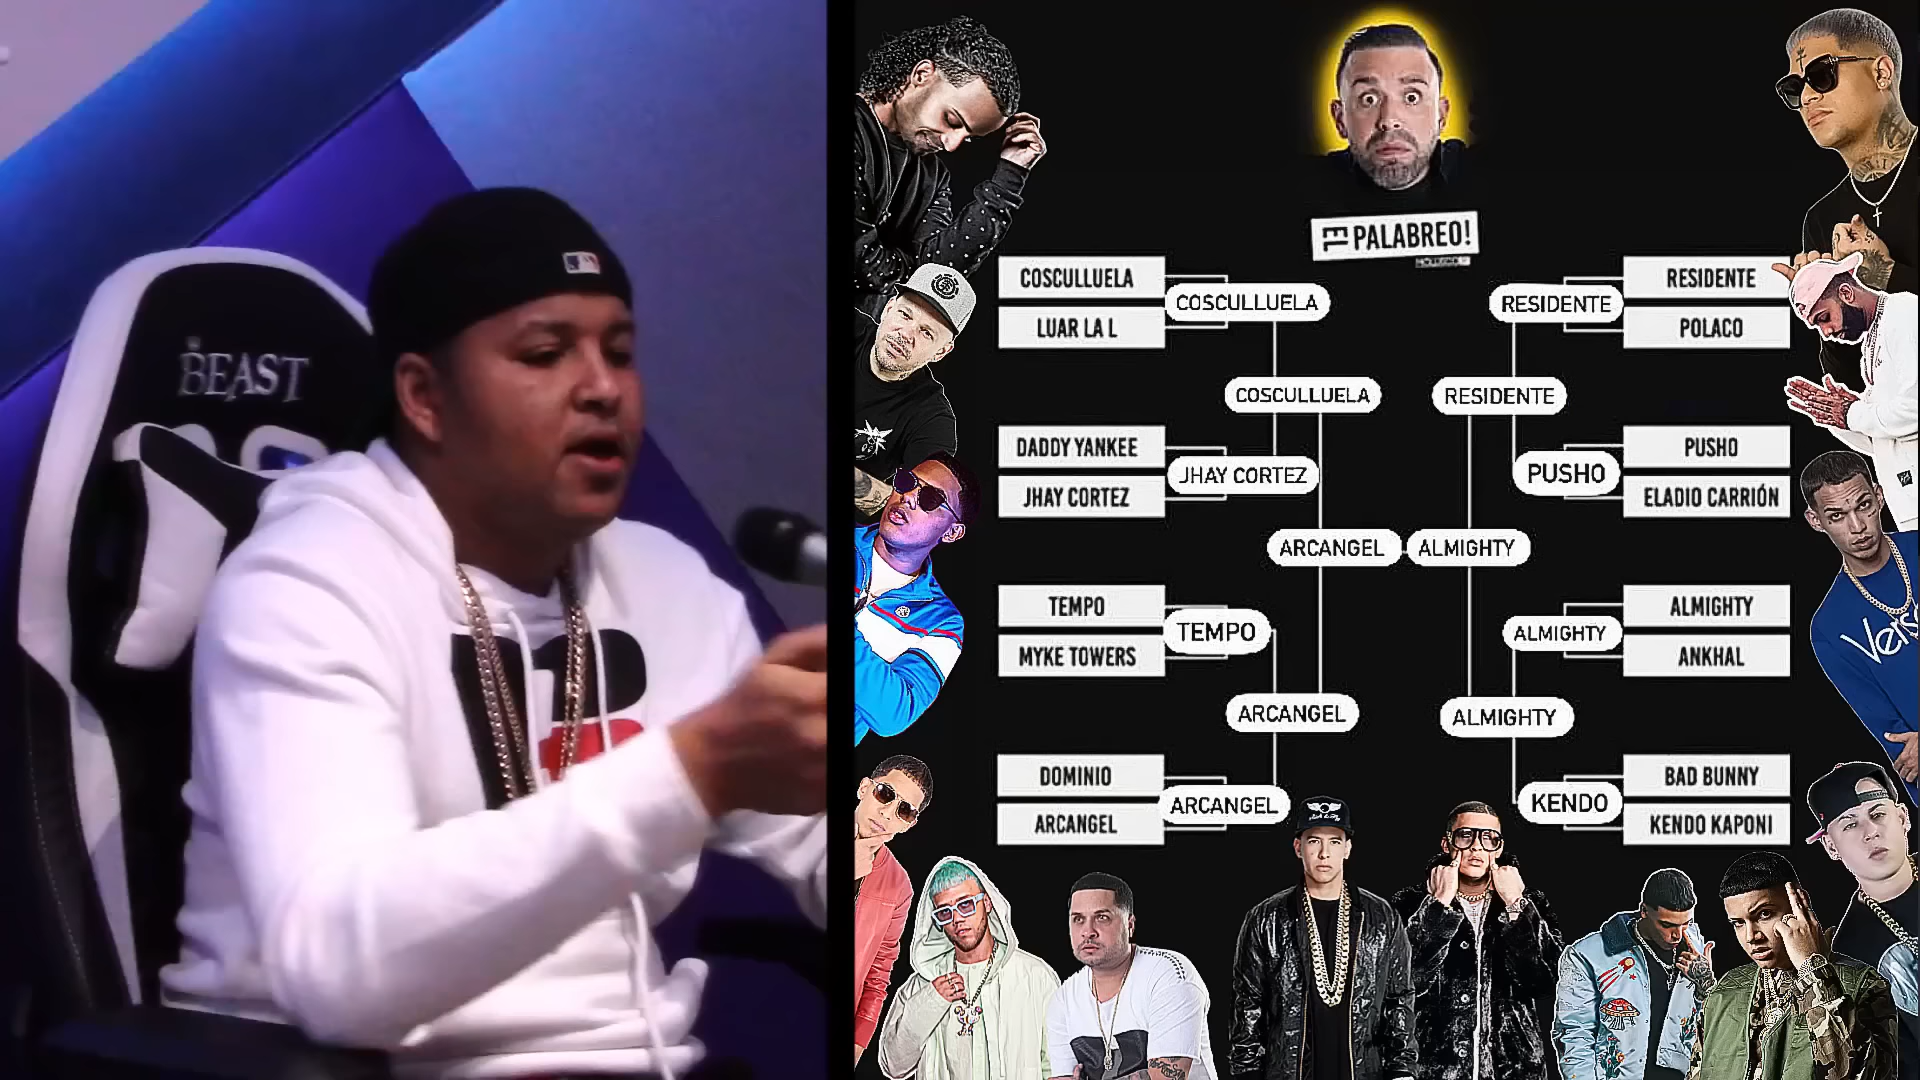 BEAST
EL PALABREO!
COSCULLUELA
LUAR LA L
COSCULLUELA
COSCULLUELA
DADDY YANKEE
JHAY CORTEZ
JHAY CORTEZ
ARCANGEL
TEMPO
MYKE TOWERS
TEMPO
ARCANGEL
DOMINIO
ARCANGEL
ARCANGEL
RESIDENTE
RESIDENTE
POLACO
RESIDENTE
PUSHO
PUSHO
ELADIO CARRIÓN
ALMIGHTY
ALMIGHTY
ALMIGHTY
ANKHAL
ALMIGHTY
KENDO
BAD BUNNY
KENDO KAPONI